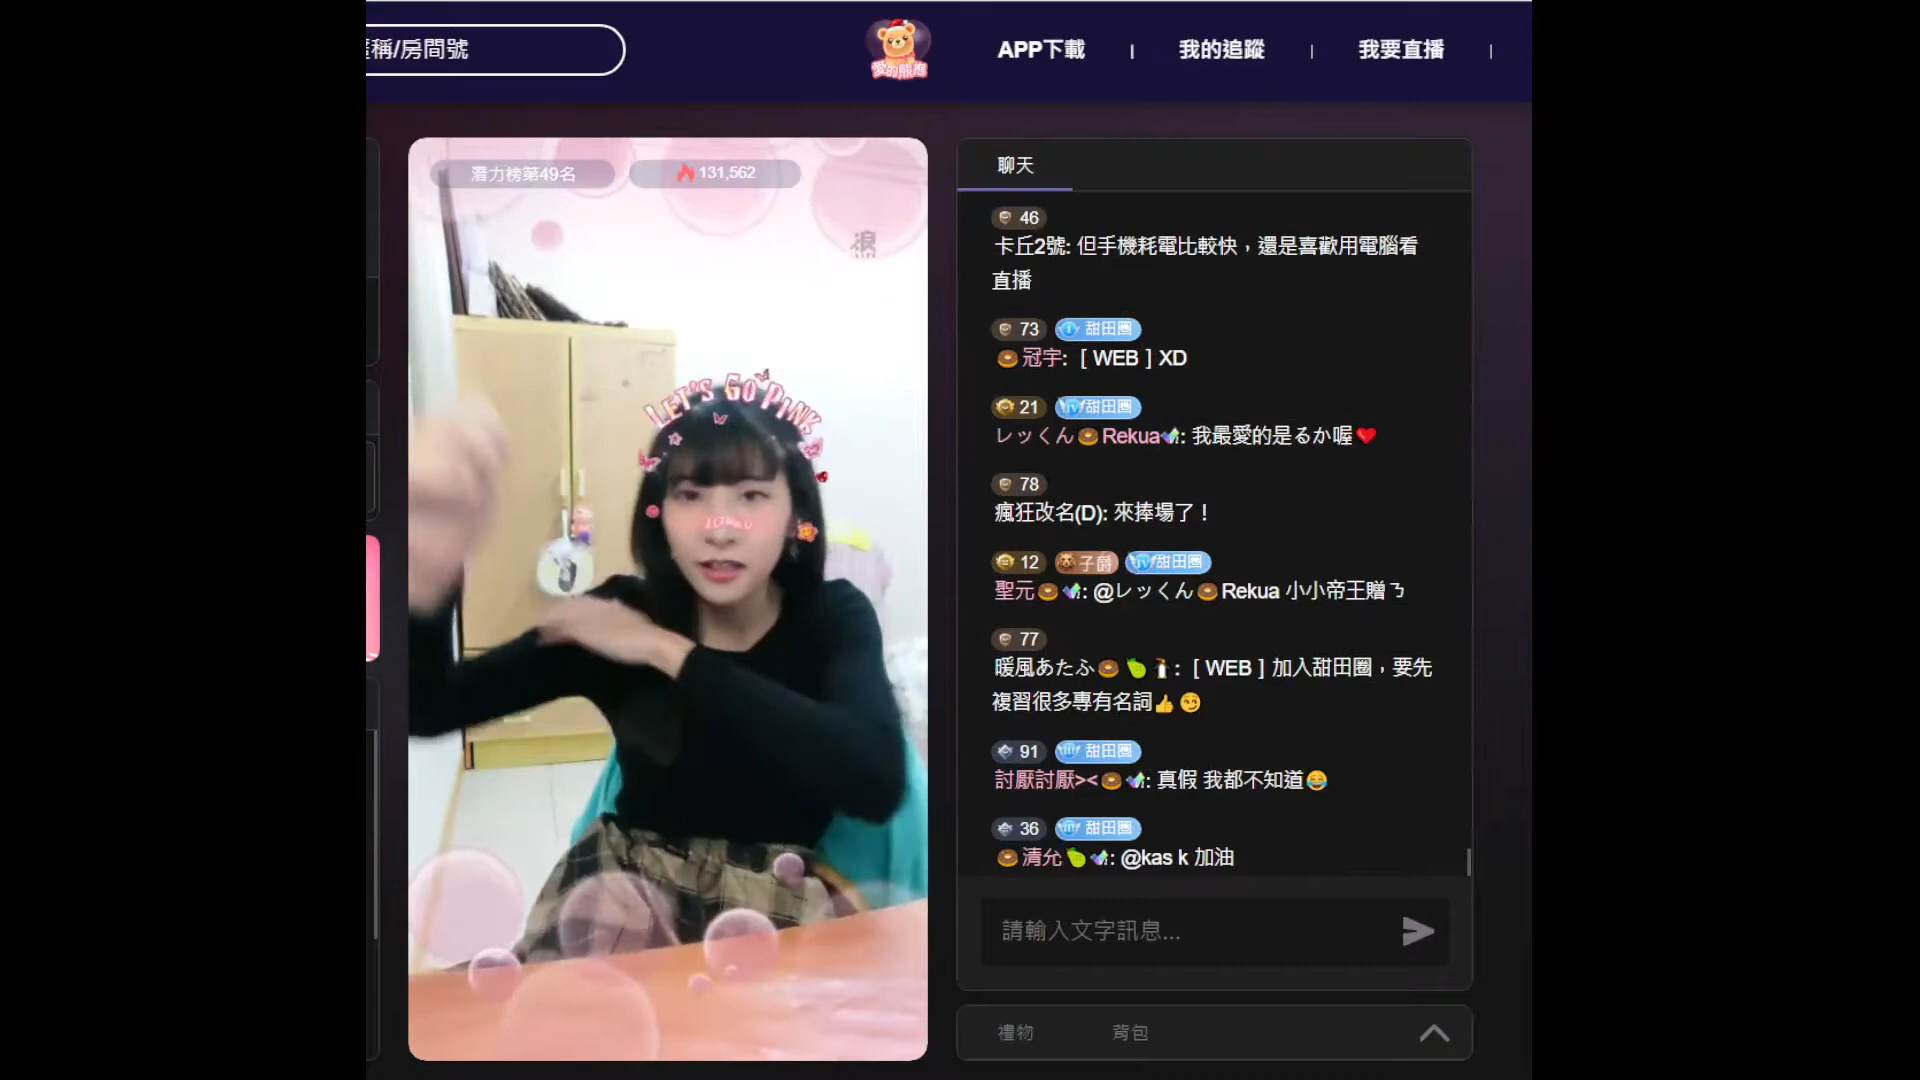 稱/房間號
愛的熊抱
APP下載
我的追蹤
我要直播
潛力榜第49名
131,562
浪
LET'S GO PINK
聊天
46
卡丘2號: 但手機耗電比較快，還是喜歡用電腦看
直播
73 甜田圈
冠宇: [ WEB ] XD
21 甜田圈
レッくん🍩Rekua: 我最愛的是るか喔❤️
78
瘋狂改名(D): 來捧場了！
12 子爵 甜田圈
聖元🍩: @レッくん🍩Rekua 小小帝王贈ㄋ
77
暖風あたふ🍩🍐: [ WEB ] 加入甜田圈，要先
複習很多專有名詞👍😏
91 甜田圈
討厭討厭><🍩: 真假 我都不知道😂
36 甜田圈
🍩清允🍐: @kas k 加油
請輸入文字訊息...
禮物
背包